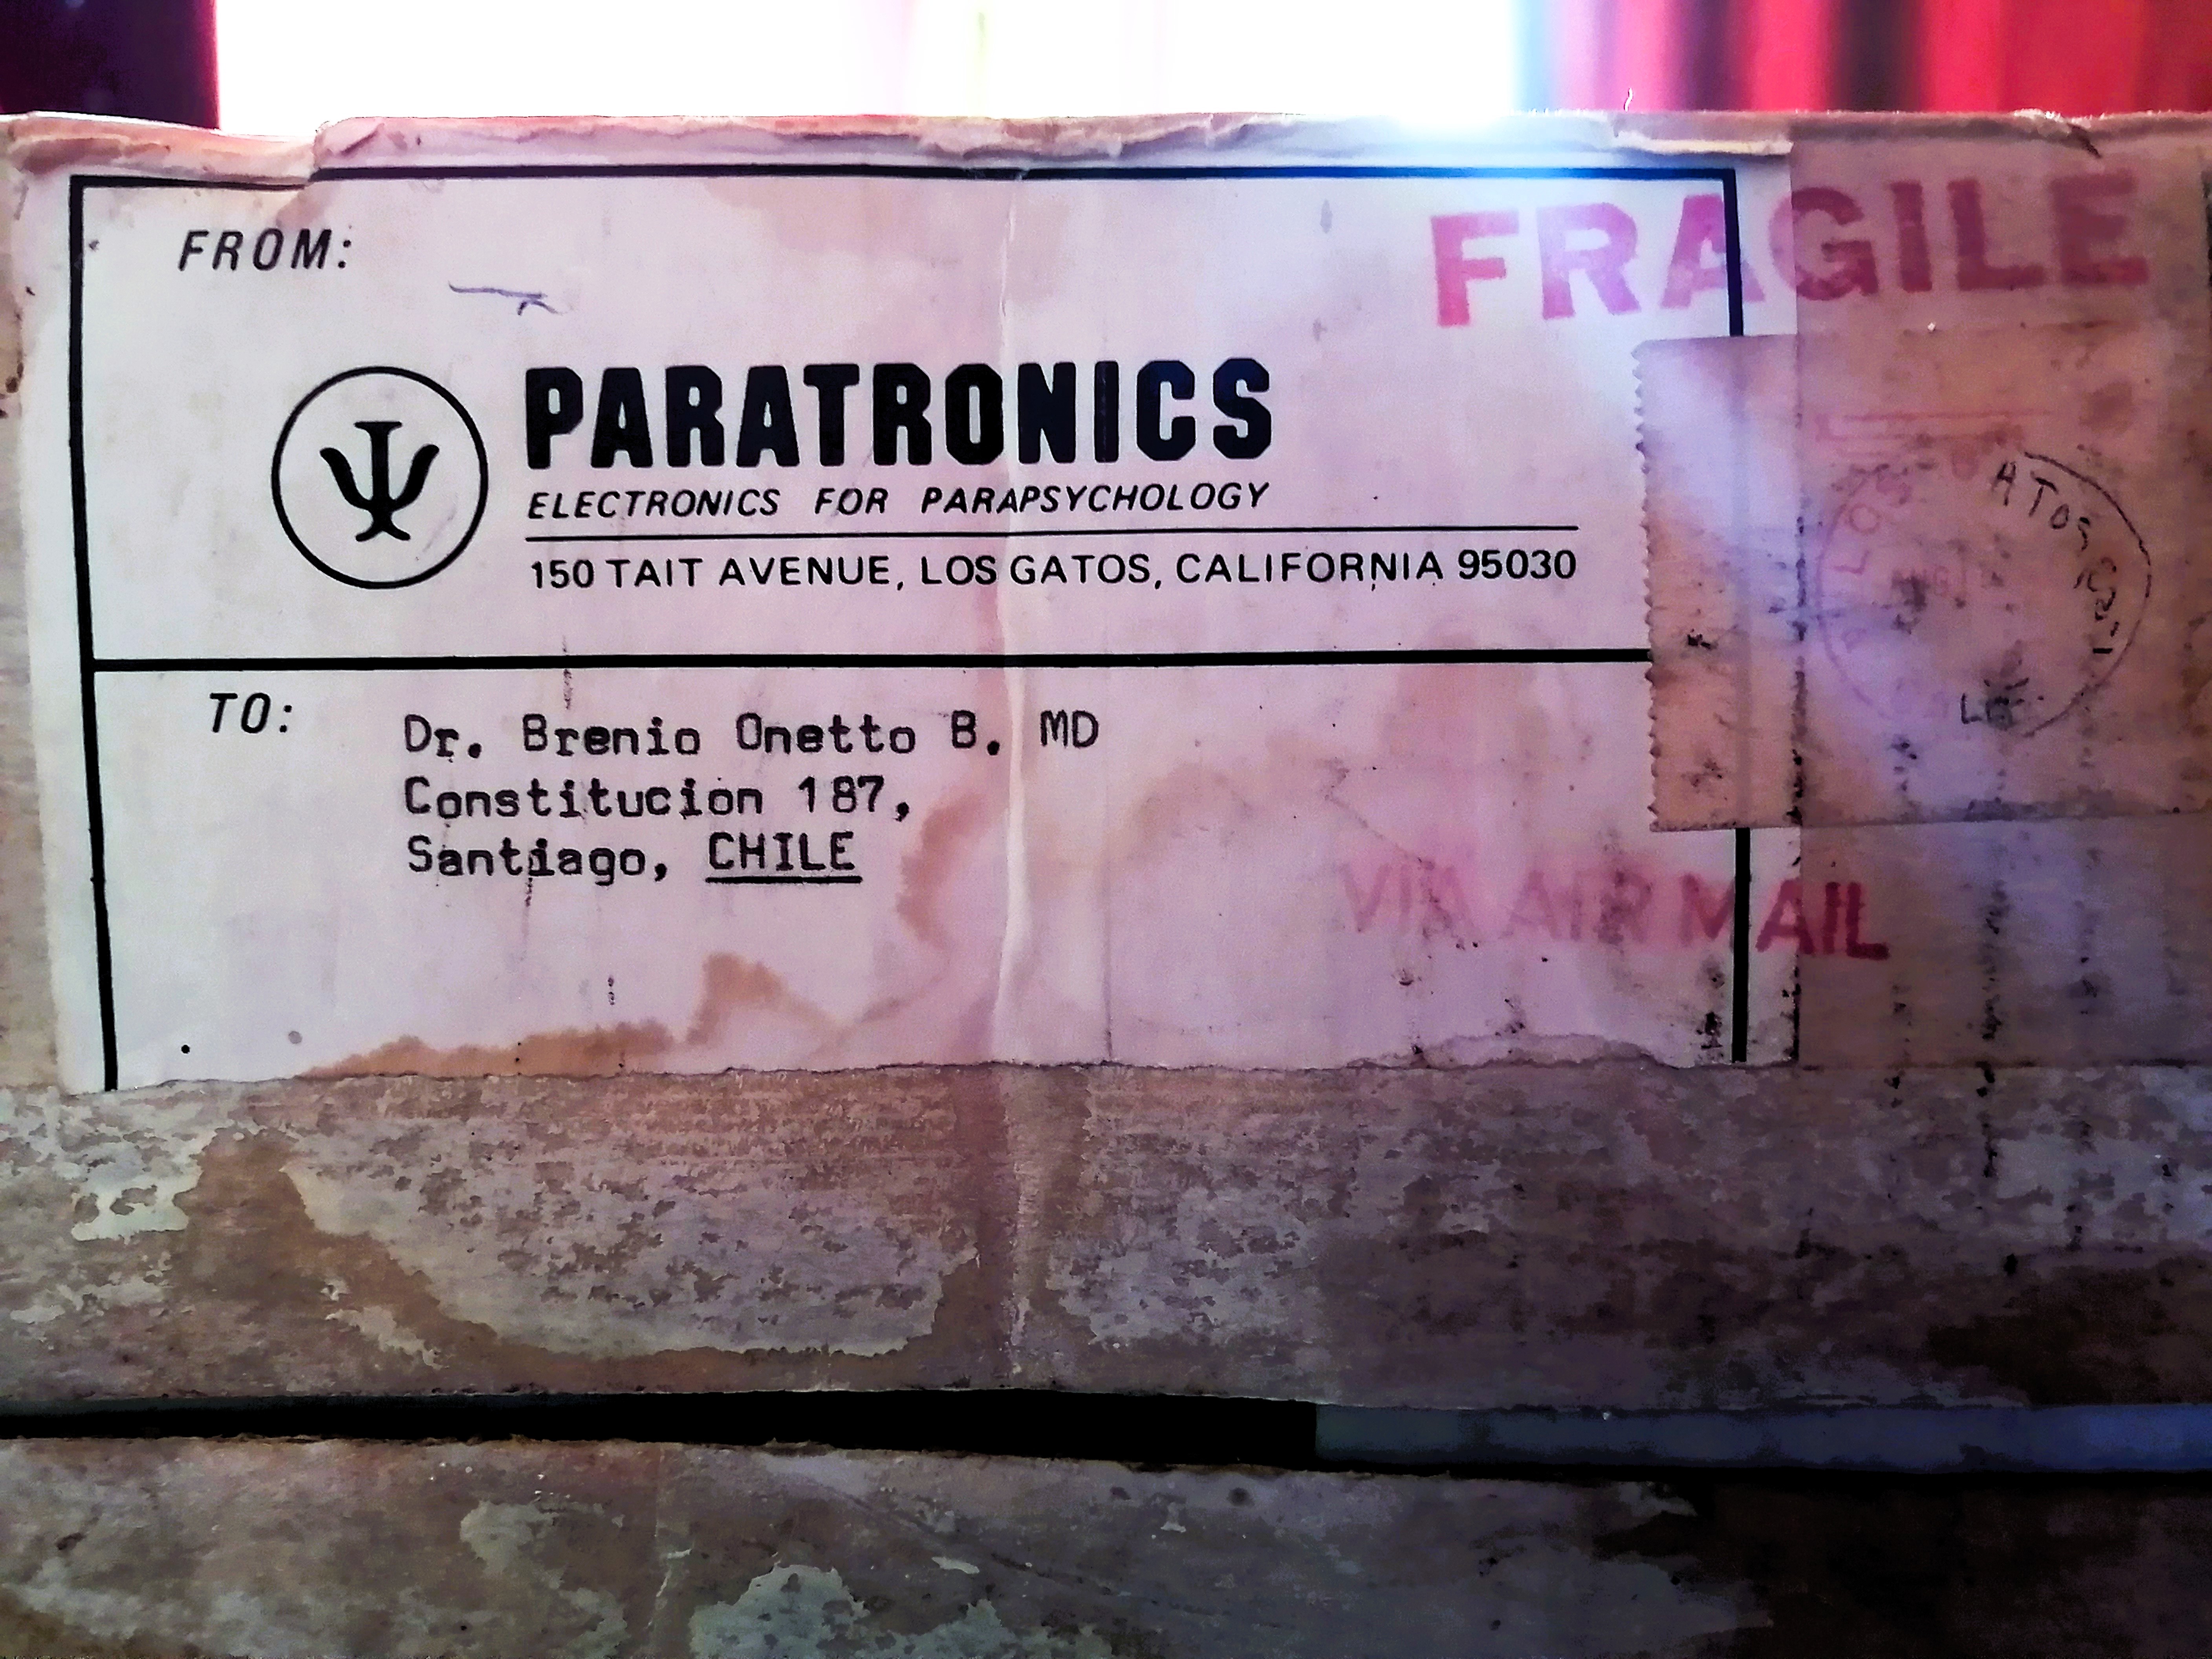 FROM:
FRAGILE
Ψ
PARATRONICS
ELECTRONICS FOR PARAPSYCHOLOGY
150 TAIT AVENUE, LOS GATOS, CALIFORNIA 95030
TO:
Dr. Brenio Onetto B. MD
Constitucion 187,
Santiago, CHILE
VIA AIR MAIL